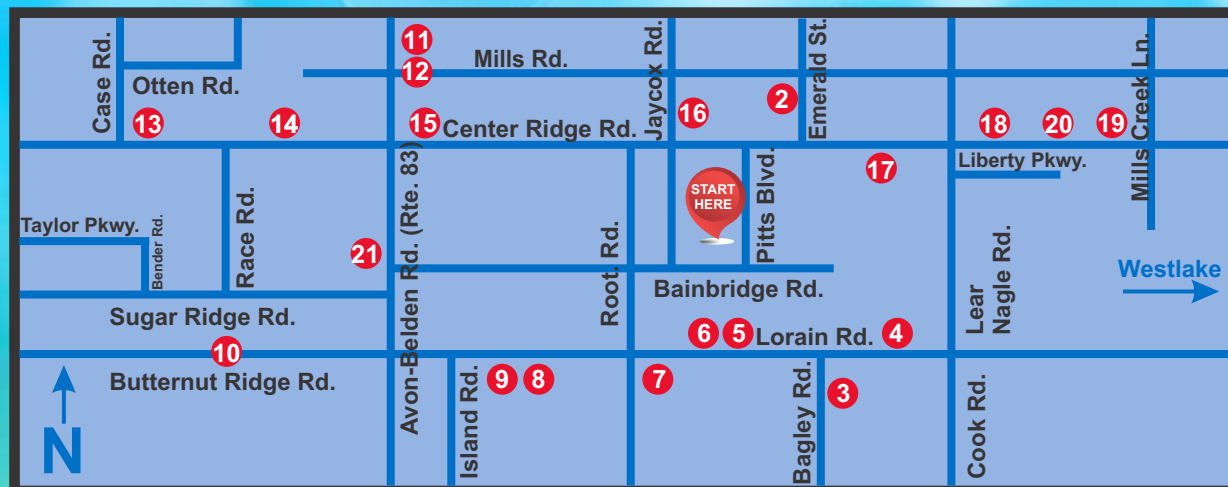 Case Rd.
Otten Rd.
11
12
Mills Rd.
Jaycox Rd.
Emerald St.
Mills Creek Ln.
2
13
14
15
Center Ridge Rd.
16
18
20
19
17
Liberty Pkwy.
START
HERE
Pitts Blvd.
Taylor Pkwy.
Bender Rd.
Race Rd.
21
Avon-Belden Rd. (Rte. 83)
Root. Rd.
Bainbridge Rd.
Lear
Nagle Rd.
Westlake
Sugar Ridge Rd.
6
5
Lorain Rd.
4
10
Butternut Ridge Rd.
N
Island Rd.
9
8
7
Bagley Rd.
3
Cook Rd.